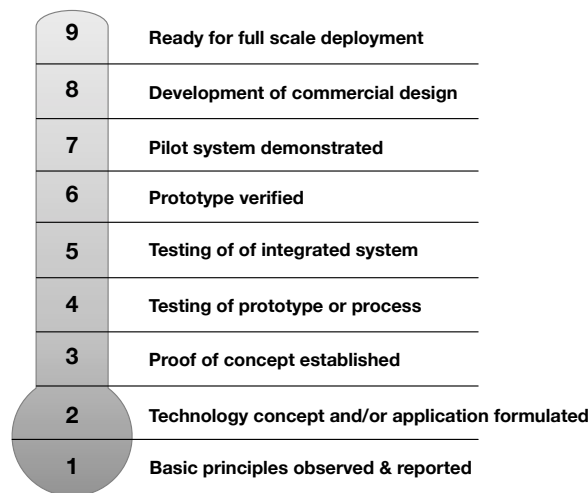 9 Ready for full scale deployment
8 Development of commercial design
7 Pilot system demonstrated
6 Prototype verified
5 Testing of of integrated system
4 Testing of prototype or process
3 Proof of concept established
2 Technology concept and/or application formulated
1 Basic principles observed & reported